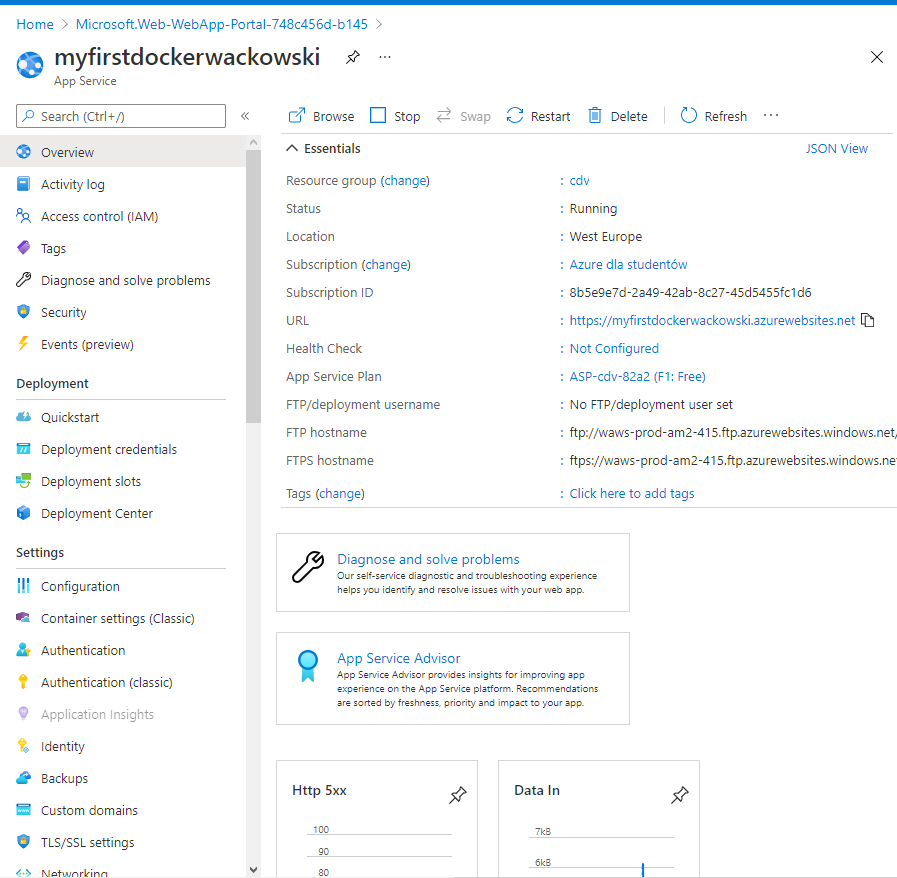 Home > Microsoft.Web-WebApp-Portal-748c456d-b145 >
myfirstdockerwackowski
App Service
Search (Ctrl+/)
«
Browse Stop Swap Restart Delete Refresh ...
Overview
Activity log
Access control (IAM)
Tags
Diagnose and solve problems
Security
Events (preview)
Deployment
Quickstart
Deployment credentials
Deployment slots
Deployment Center
Settings
Configuration
Container settings (Classic)
Authentication
Authentication (classic)
Application Insights
Identity
Backups
Custom domains
TLS/SSL settings
Networking
Essentials
JSON View
Resource group (change) : cdv
Status : Running
Location : West Europe
Subscription (change) : Azure dla studentów
Subscription ID : 8b5e9e7d-2a49-42ab-8c27-45d5455fc1d6
URL : https://myfirstdockerwackowski.azurewebsites.net
Health Check : Not Configured
App Service Plan : ASP-cdv-82a2 (F1: Free)
FTP/deployment username : No FTP/deployment user set
FTP hostname : ftp://waws-prod-am2-415.ftp.azurewebsites.windows.net/
FTPS hostname : ftps://waws-prod-am2-415.ftp.azurewebsites.windows.ne
Tags (change) : Click here to add tags
Diagnose and solve problems
Our self-service diagnostic and troubleshooting experience
helps you identify and resolve issues with your web app.
App Service Advisor
App Service Advisor provides insights for improving app
experience on the App Service platform. Recommendations
are sorted by freshness, priority and impact to your app.
Http 5xx
100
90
80
Data In
7kB
6kB